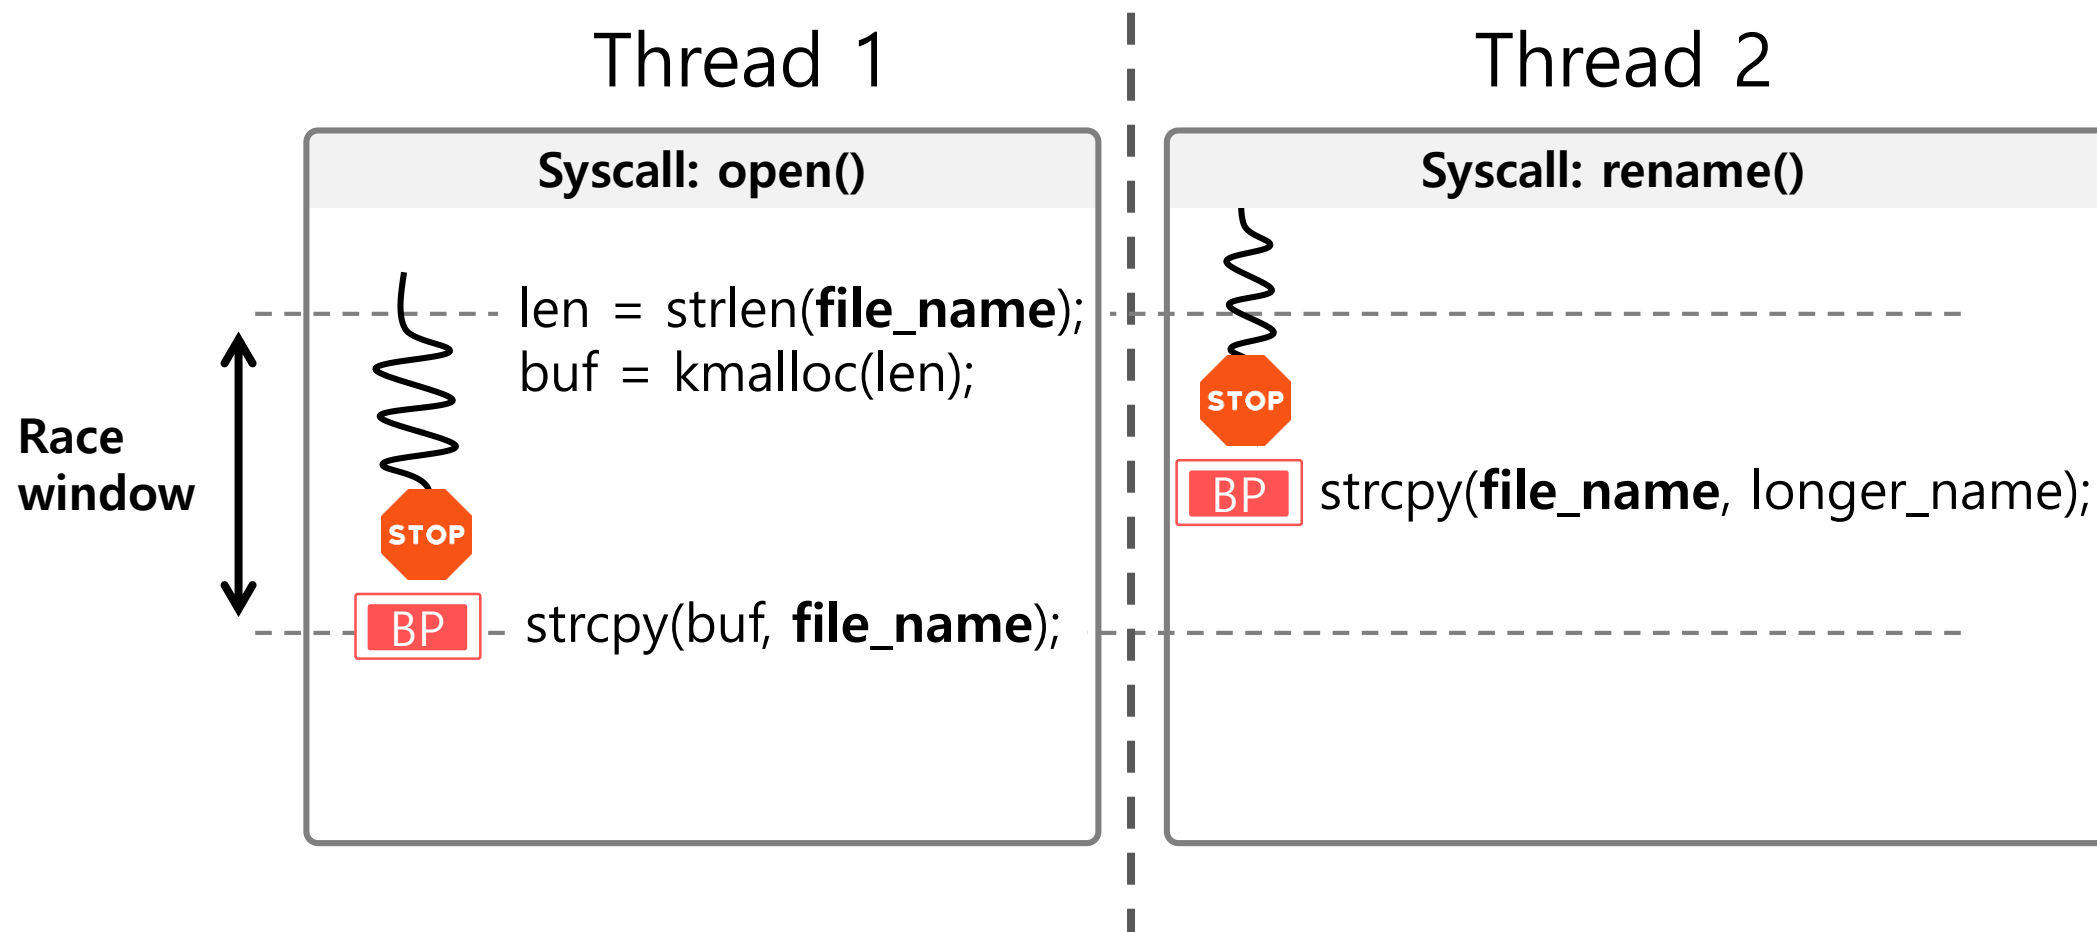 Thread 1
Thread 2
Syscall: open()
Syscall: rename()
len = strlen(file_name);
buf = kmalloc(len);
STOP
Race
window
BP strcpy(file_name, longer_name);
STOP
BP strcpy(buf, file_name);